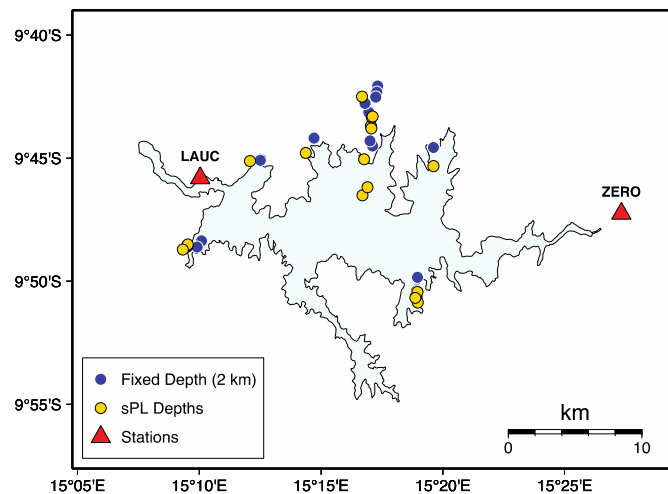 9°40'S
9°45'S
9°50'S
9°55'S
LAUC
ZERO
Fixed Depth (2 km)
sPL Depths
Stations
km
0 10
15°05'E 15°10'E 15°15'E 15°20'E 15°25'E